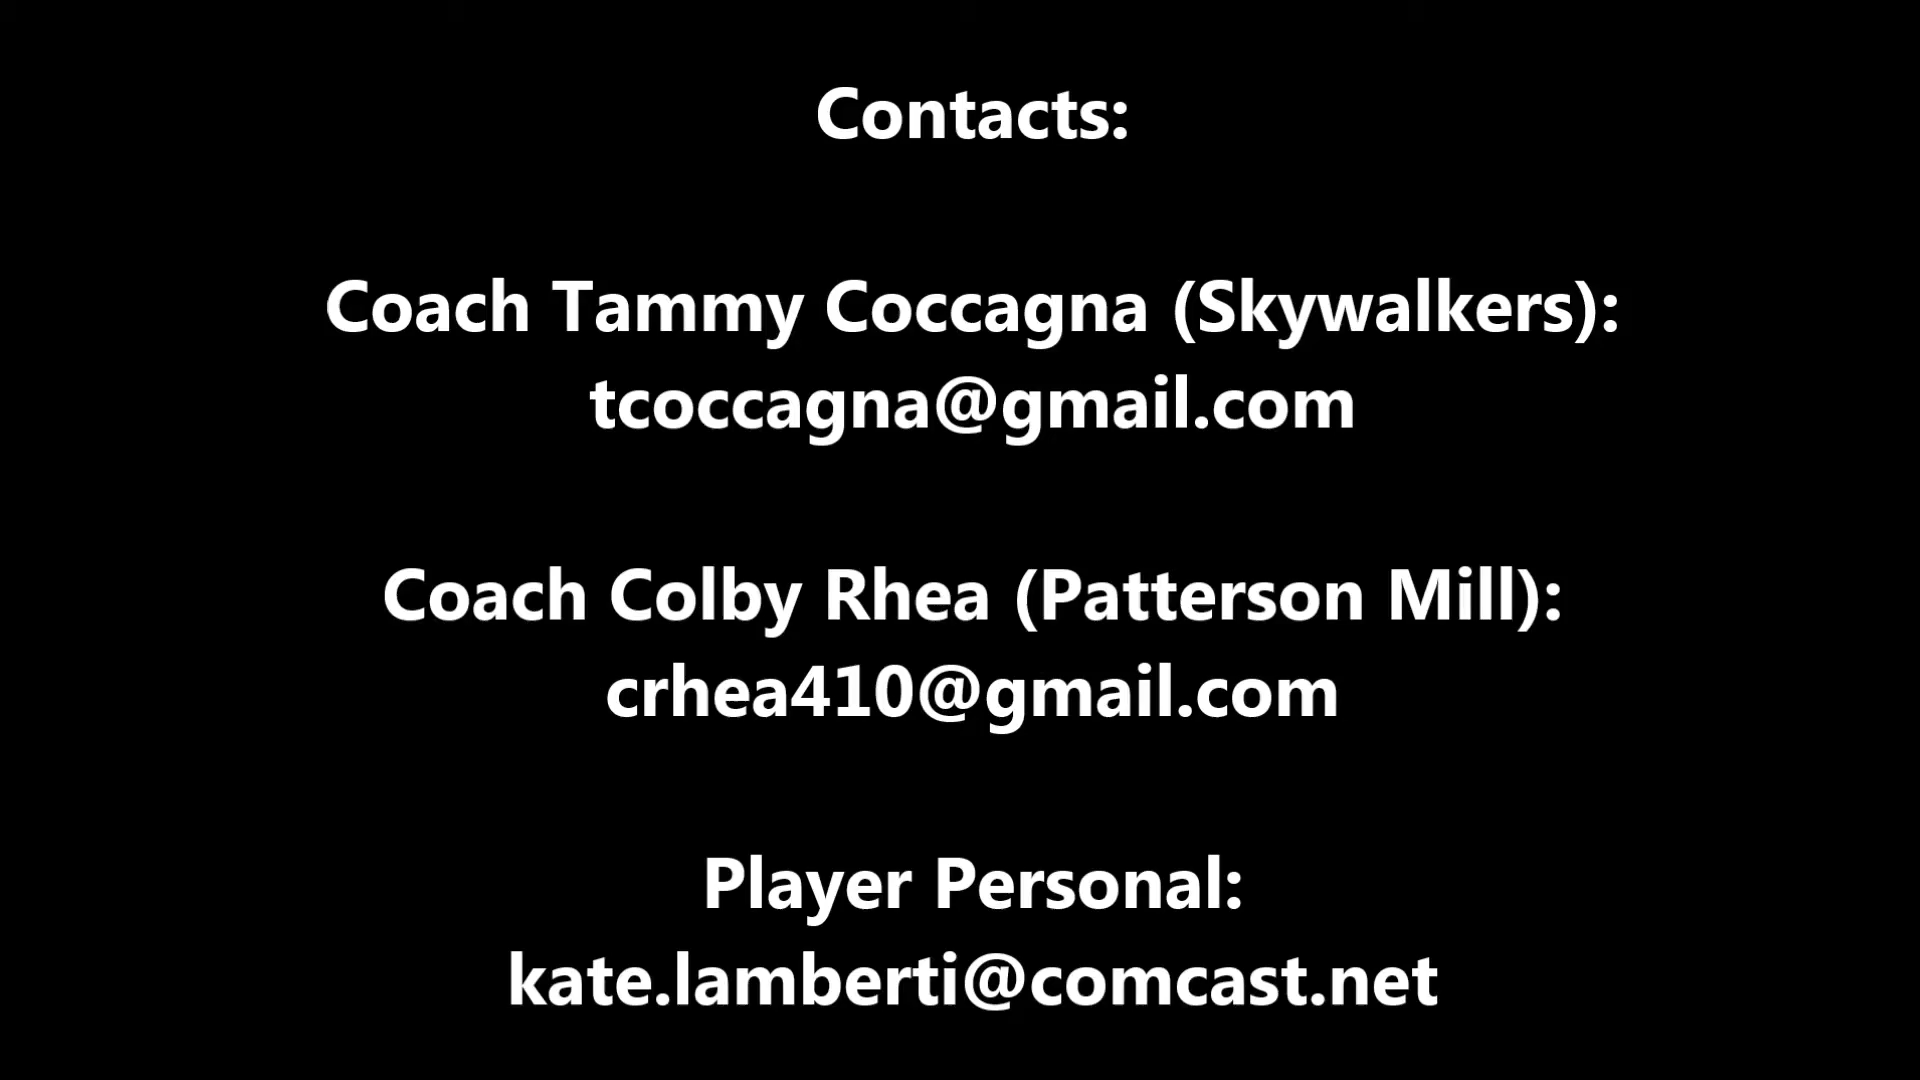 Contacts:
Coach Tammy Coccagna (Skywalkers):
tcoccagna@gmail.com
Coach Colby Rhea (Patterson Mill):
crhea410@gmail.com
Player Personal:
kate.lamberti@comcast.net